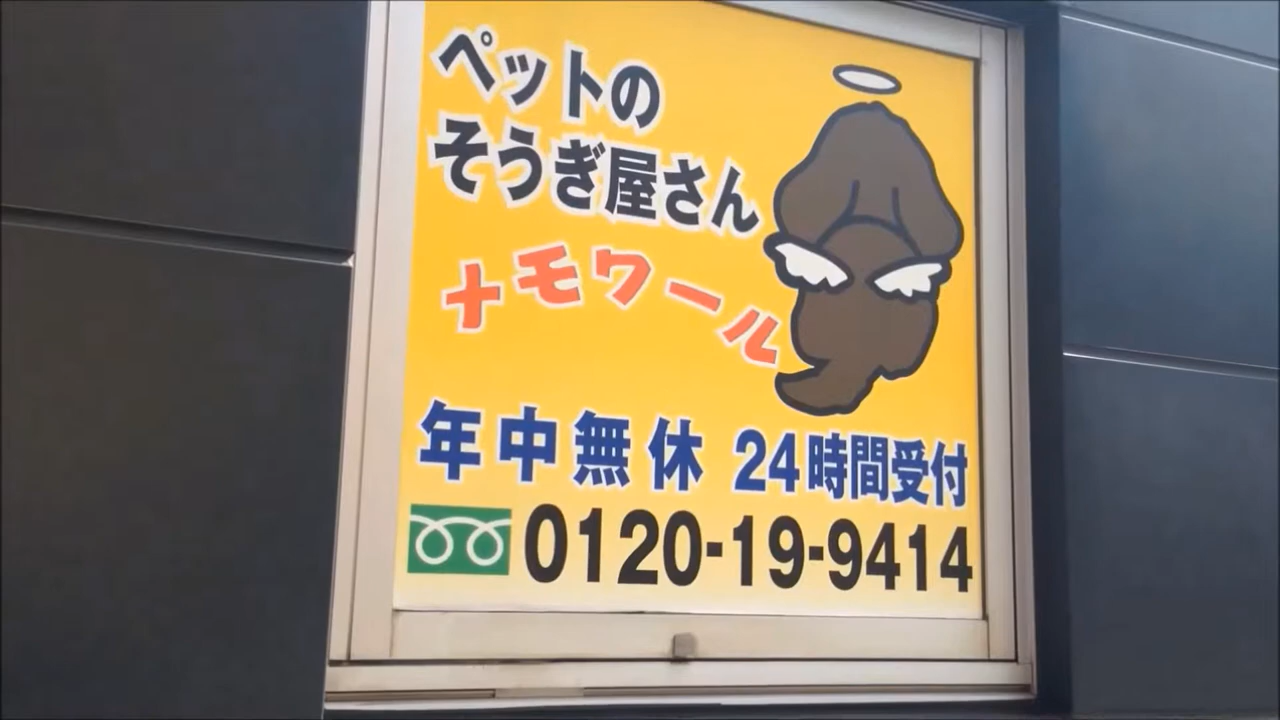 ペットの
そうぎ屋さん
ナモワール
年中無休 24時間受付
0120-19-9414